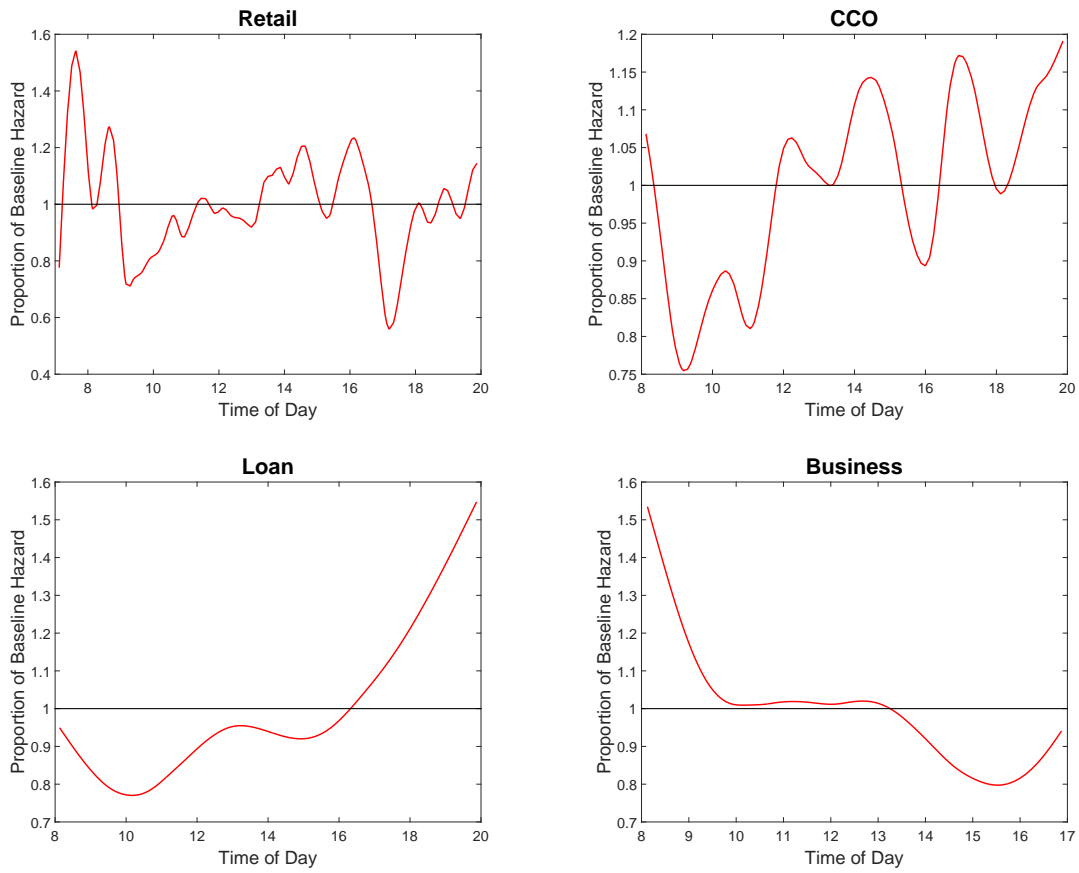 Retail
Proportion of Baseline Hazard
1.6
1.4
1.2
1
0.8
0.6
0.4
8 10 12 14 16 18 20
Time of Day
CCO
Proportion of Baseline Hazard
1.2
1.15
1.1
1.05
1
0.95
0.9
0.85
0.8
0.75
8 10 12 14 16 18 20
Time of Day
Loan
Proportion of Baseline Hazard
1.6
1.5
1.4
1.3
1.2
1.1
1
0.9
0.8
0.7
8 10 12 14 16 18 20
Time of Day
Business
Proportion of Baseline Hazard
1.6
1.5
1.4
1.3
1.2
1.1
1
0.9
0.8
0.7
8 9 10 11 12 13 14 15 16 17
Time of Day